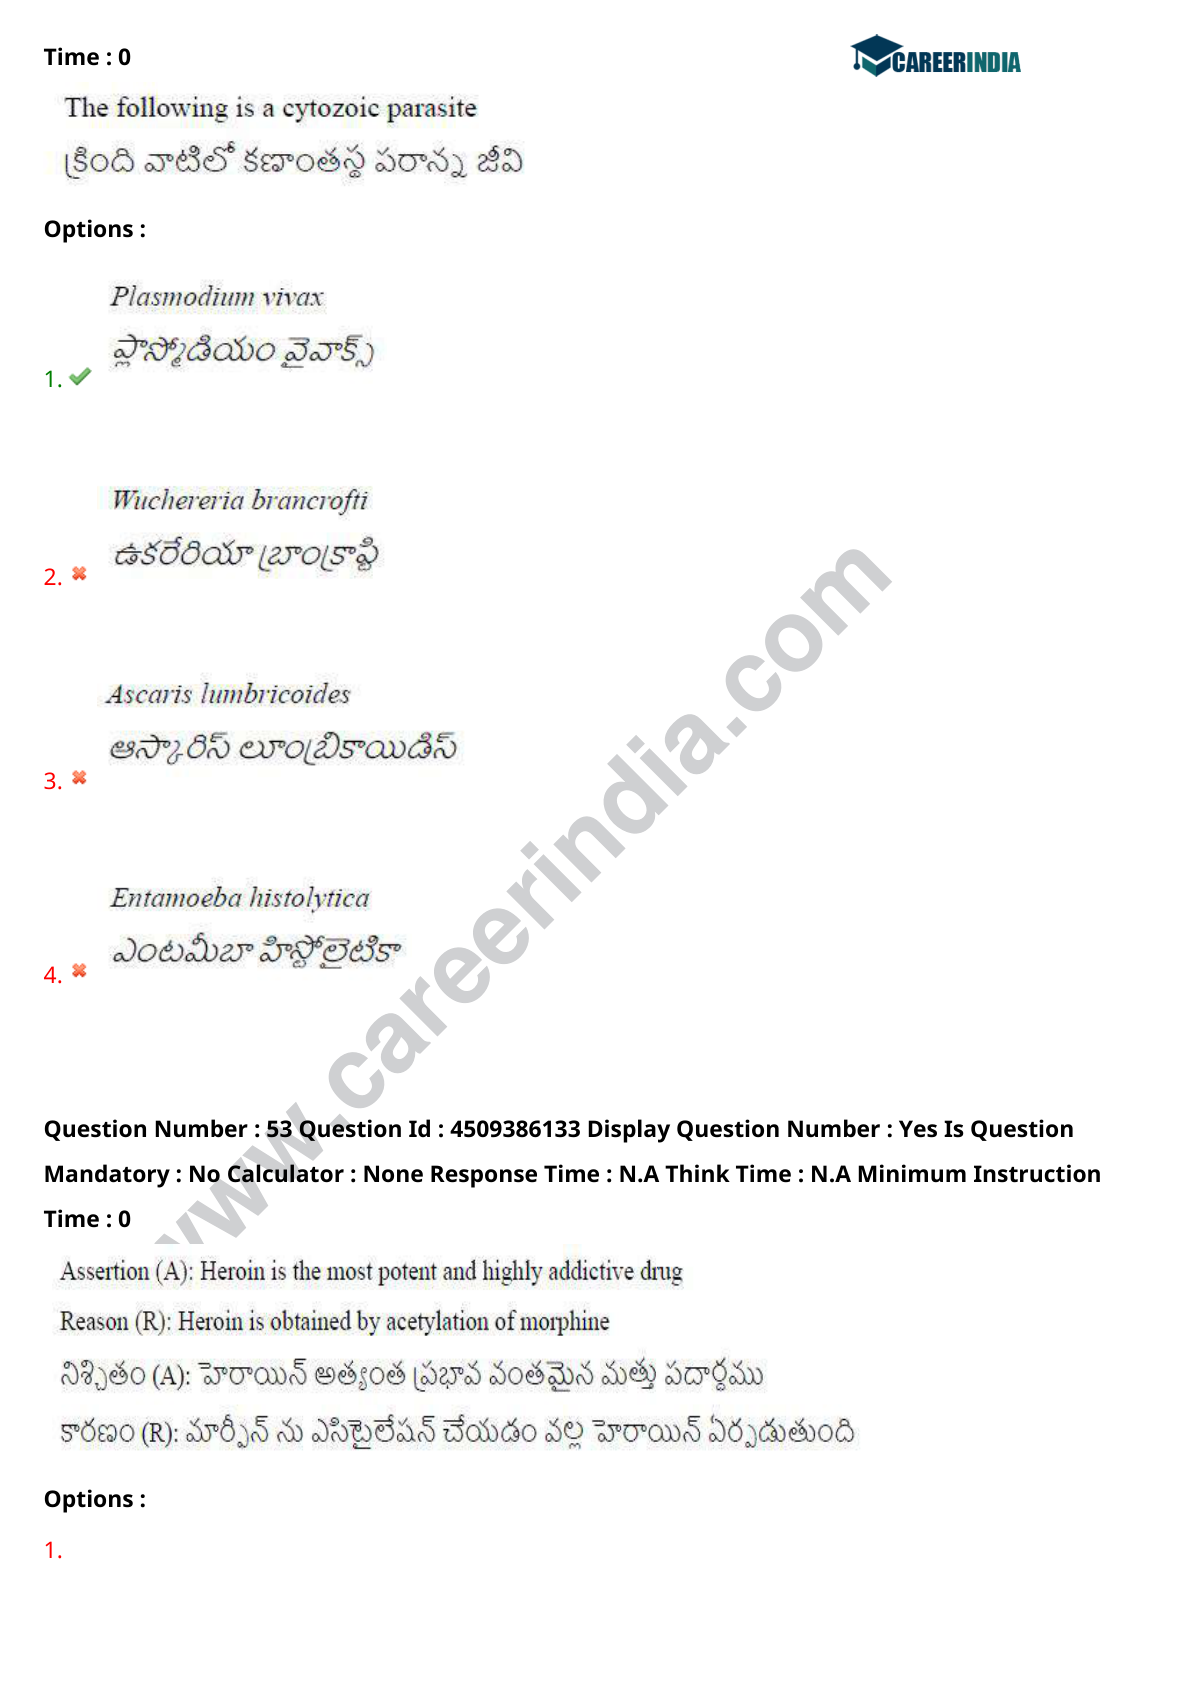 Time : 0
CAREERINDIA
The following is a cytozoic parasite
క్రింది వాటిలో కణాంతస్థ పరాన్న జీవి
Options :
Plasmodium vivax
ప్లాస్మోడియం వైవాక్స్
1.
Wuchereria brancrofti
ఉకరేరియా బ్రాంక్రాఫ్టి
2.
Ascaris lumbricoides
ఆస్కారిస్ లూంబ్రికాయిడిస్
3.
Entamoeba histolytica
ఎంటమీబా హిస్టోలైటికా
4.
www.careerindia.com
Question Number : 53 Question Id : 4509386133 Display Question Number : Yes Is Question
Mandatory : No Calculator : None Response Time : N.A Think Time : N.A Minimum Instruction
Time : 0
Assertion (A): Heroin is the most potent and highly addictive drug
Reason (R): Heroin is obtained by acetylation of morphine
నిశ్చితం (A): హెరాయిన్ అత్యంత ప్రభావ వంతమైన మత్తు పదార్థము
కారణం (R): మార్ఫీన్ ను ఎసిటైలేషన్ చేయడం వల్ల హెరాయిన్ ఏర్పడుతుంది
Options :
1.